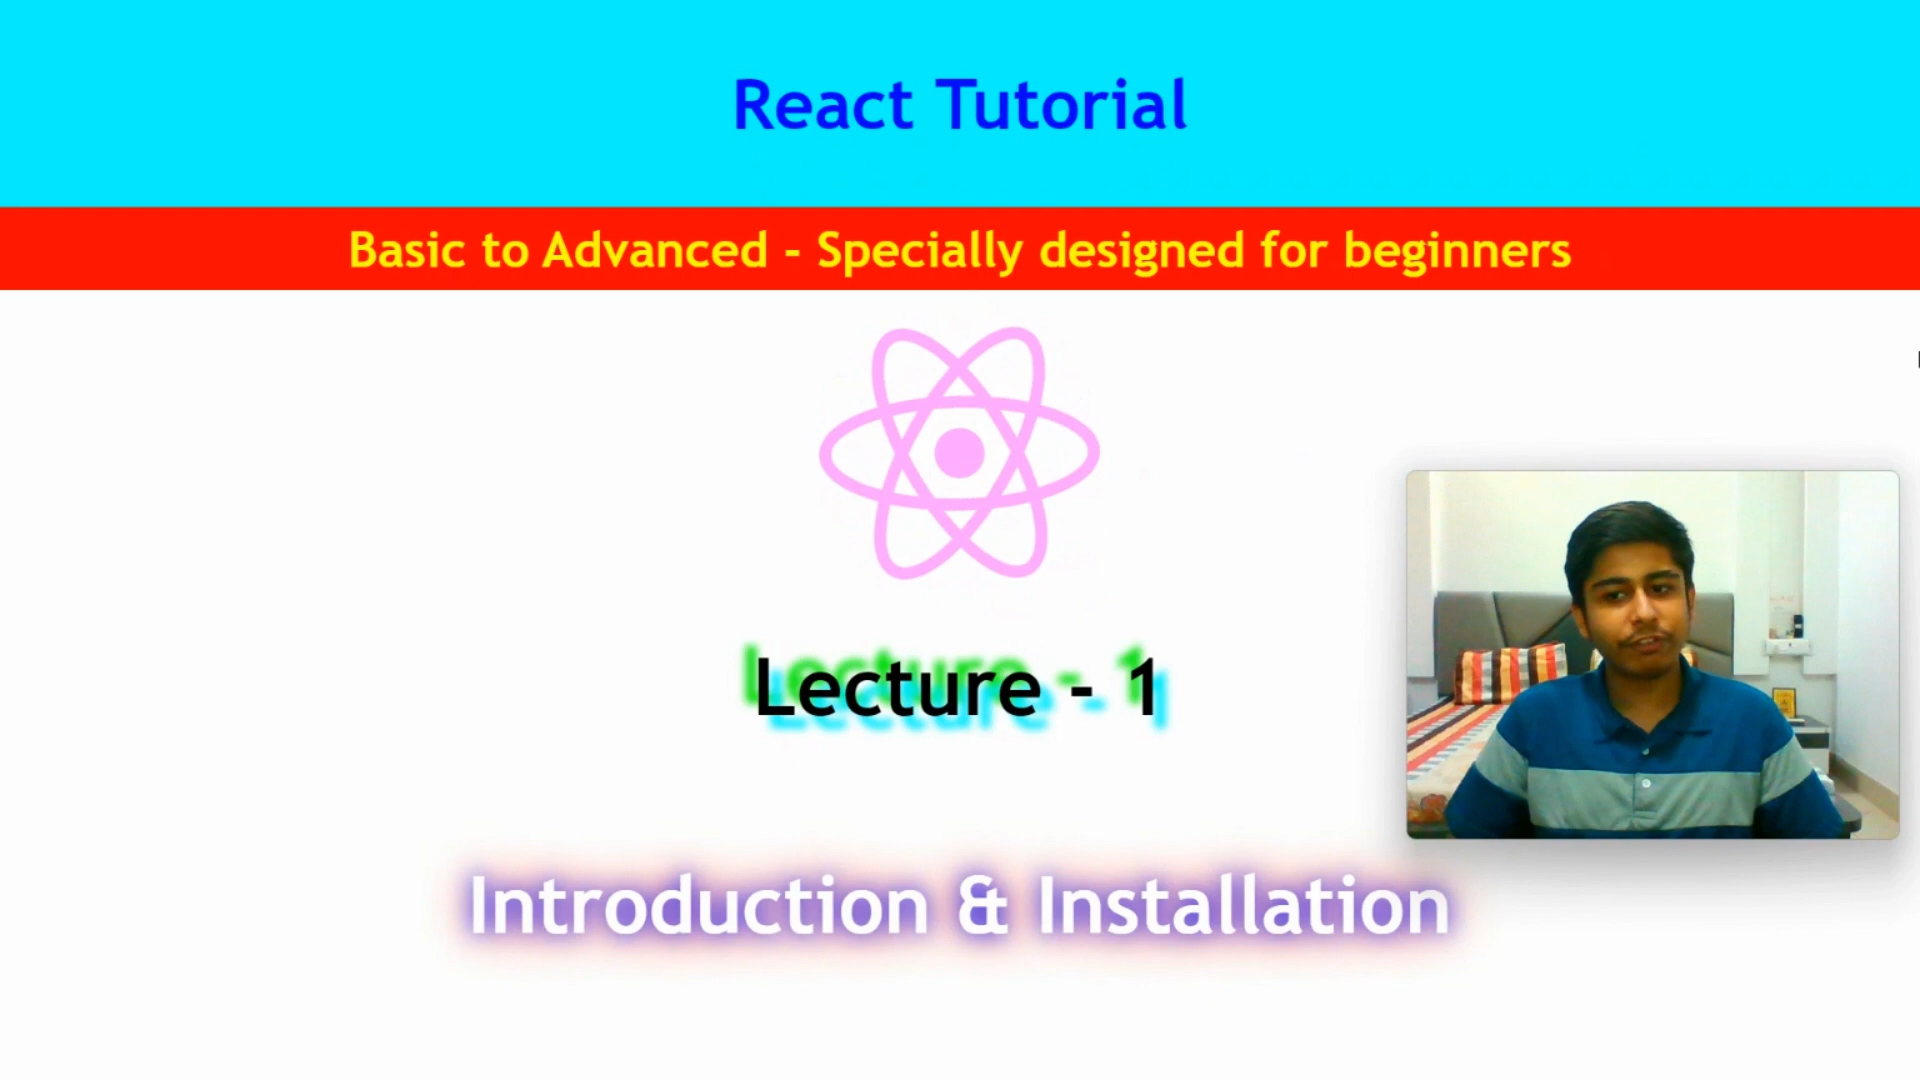 React Tutorial
Basic to Advanced - Specially designed for beginners
Lecture - 1
Introduction & Installation